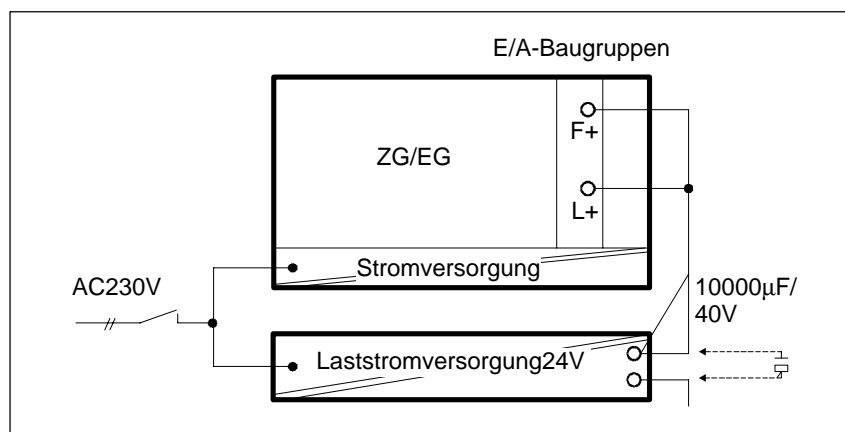 E/A-Baugruppen
F+
ZG/EG
L+
Stromversorgung
AC230V
10000µF/
40V
Laststromversorgung24V